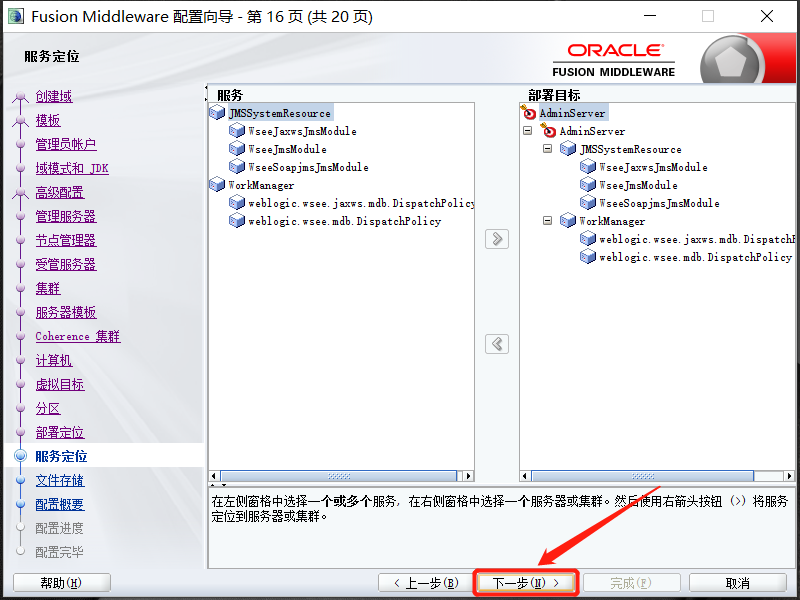 Fusion Middleware 配置向导 - 第 16 页 (共 20 页)
服务定位
ORACLE
FUSION MIDDLEWARE
创建域
模板
管理员帐户
域模式和 JDK
高级配置
管理服务器
节点管理器
受管服务器
集群
服务器模板
Coherence 集群
计算机
虚拟目标
分区
部署定位
服务定位
文件存储
配置概要
配置进度
配置完毕
服务
JMSSystemResource
WseeJaxwsJmsModule
WseeJmsModule
WseeSoapjmsJmsModule
WorkManager
weblogic.wsee.jaxws.mdb.DispatchPolicy
weblogic.wsee.mdb.DispatchPolicy
部署目标
AdminServer
AdminServer
JMSSystemResource
WseeJaxwsJmsModule
WseeJmsModule
WseeSoapjmsJmsModule
WorkManager
weblogic.wsee.jaxws.mdb.DispatchP
weblogic.wsee.mdb.DispatchPolicy
在左侧窗格中选择一个或多个服务, 在右侧窗格中选择一个服务器或集群。然后使用右箭头按钮 (>) 将服务
定位到服务器或集群。
帮助(H)
< 上一步(B)
下一步(N) >
完成(F)
取消